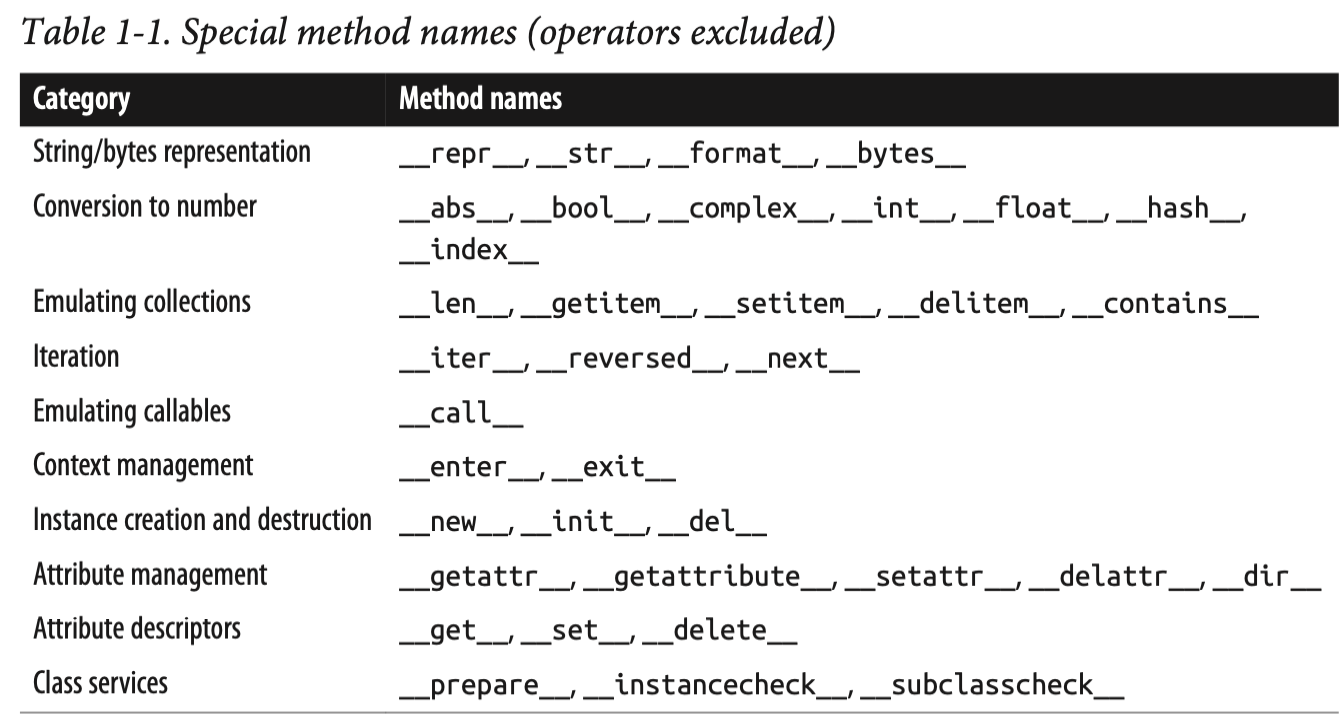 Table 1-1. Special method names (operators excluded)
Category Method names
String/bytes representation __repr__, __str__, __format__, __bytes__
Conversion to number __abs__, __bool__, __complex__, __int__, __float__, __hash__,
__index__
Emulating collections __len__, __getitem__, __setitem__, __delitem__, __contains__
Iteration __iter__, __reversed__, __next__
Emulating callables __call__
Context management __enter__, __exit__
Instance creation and destruction __new__, __init__, __del__
Attribute management __getattr__, __getattribute__, __setattr__, __delattr__, __dir__
Attribute descriptors __get__, __set__, __delete__
Class services __prepare__, __instancecheck__, __subclasscheck__